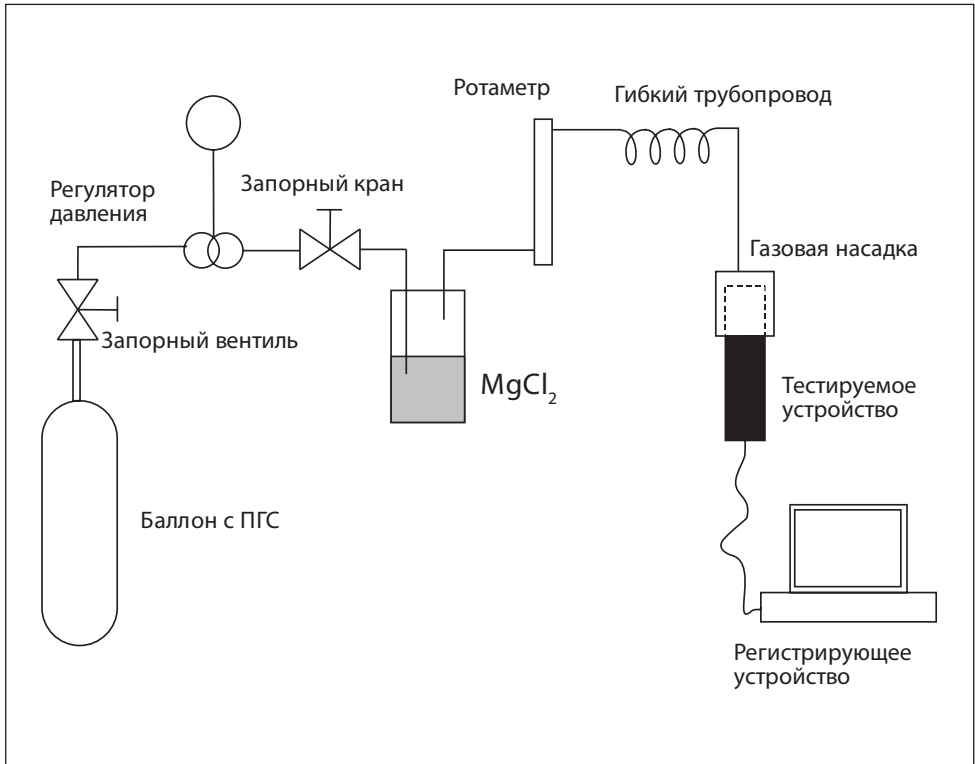 Ротаметр
Гибкий трубопровод
Регулятор
давления
Запорный кран
Газовая насадка
Запорный вентиль
MgCl₂
Тестируемое
устройство
Баллон с ПГС
Регистрирующее
устройство